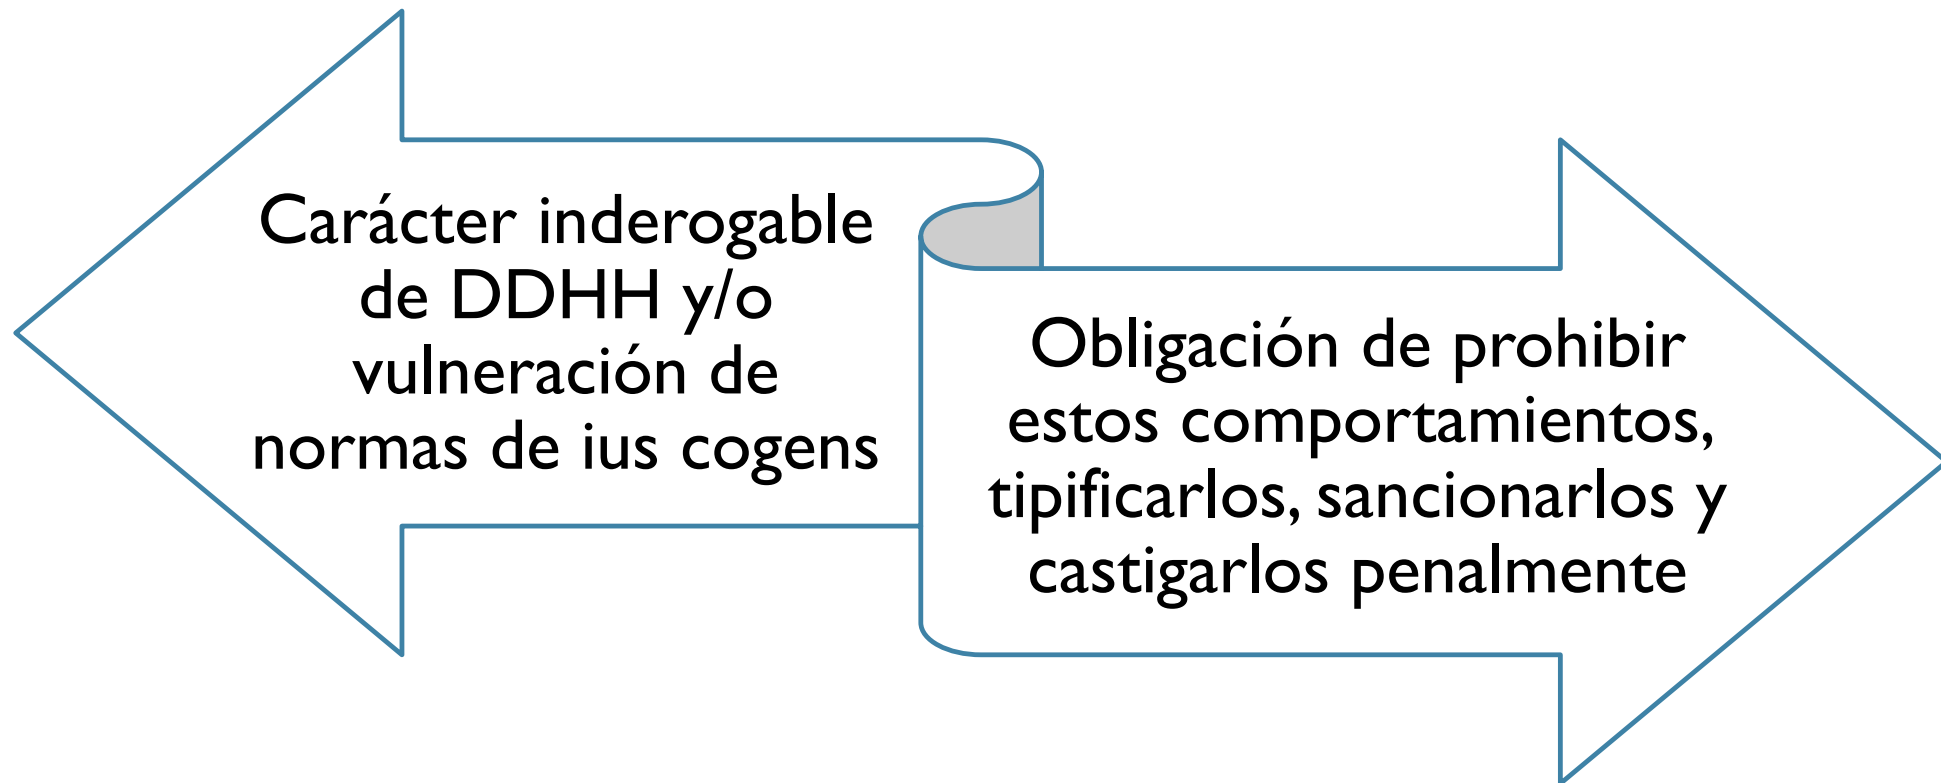 Carácter inderogable
de DDHH y/o
vulneración de
normas de ius cogens
Obligación de prohibir
estos comportamientos,
tipificarlos, sancionarlos y
castigarlos penalmente